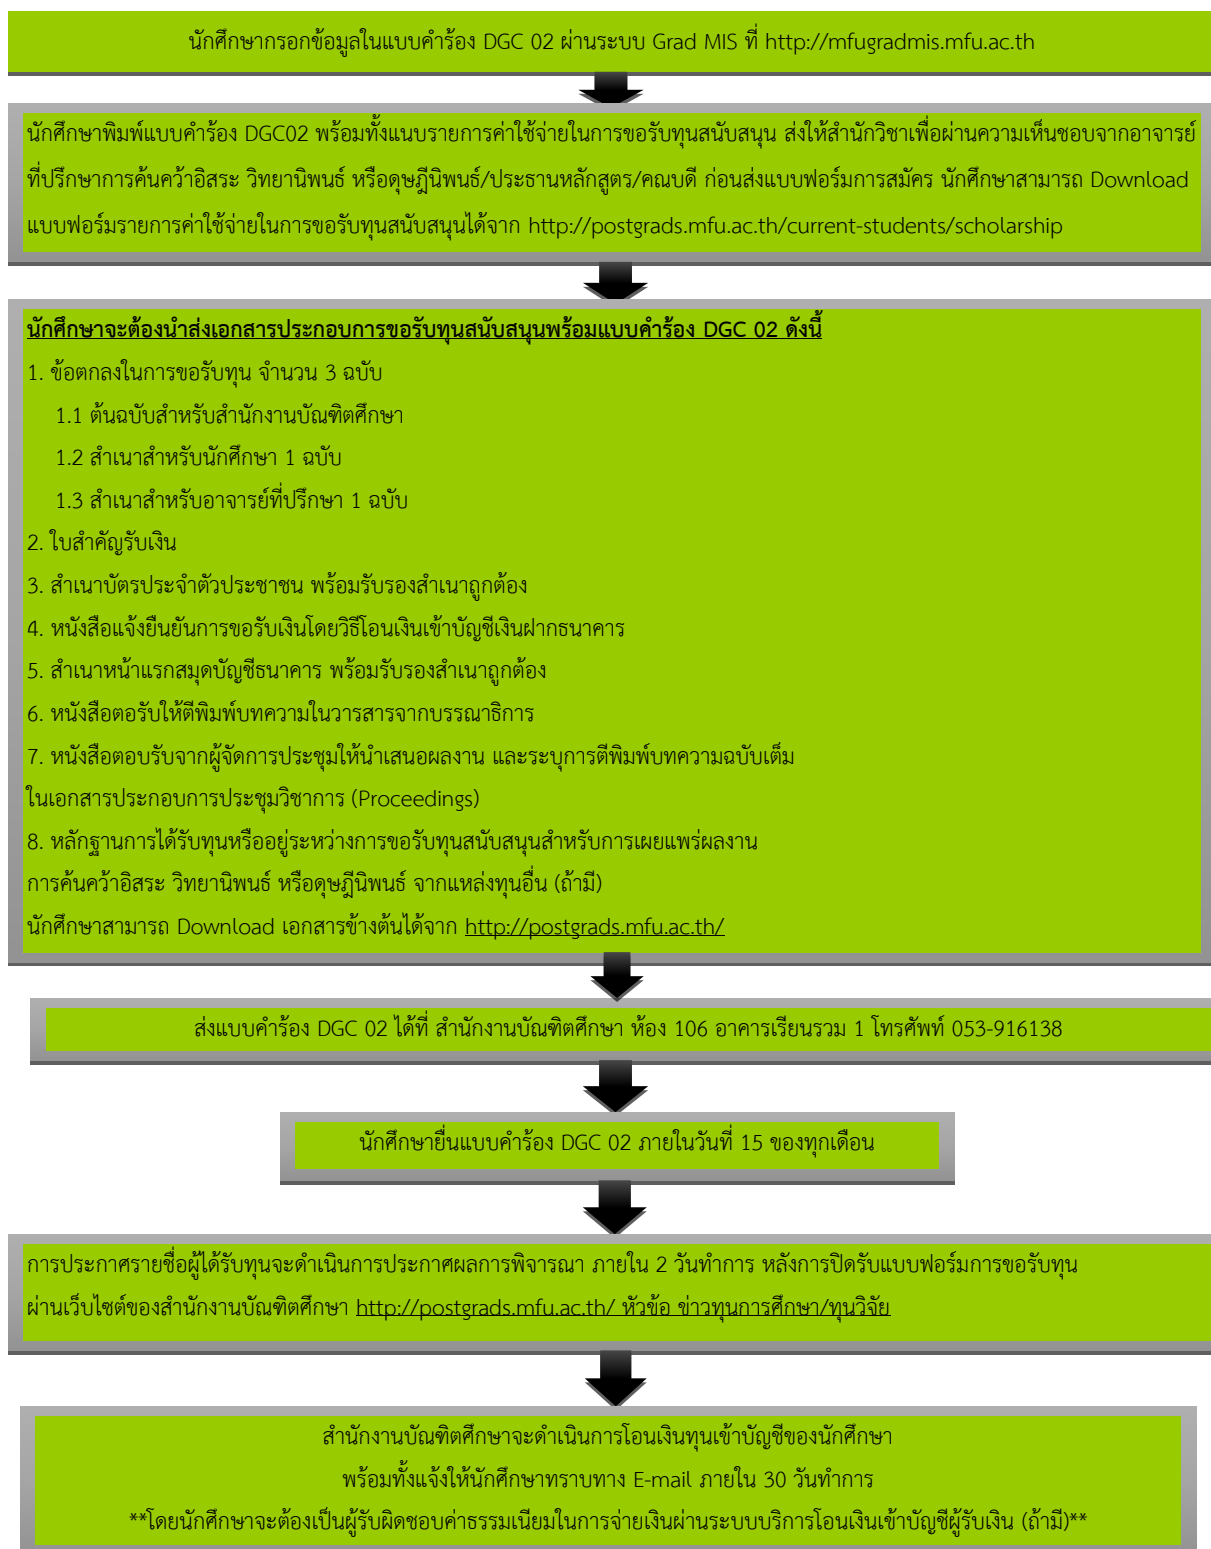 นักศึกษากรอกข้อมูลในแบบคำร้อง DGC 02 ผ่านระบบ Grad MIS ที่ http://mfugradmis.mfu.ac.th
นักศึกษาพิมพ์แบบคำร้อง DGC02 พร้อมทั้งแนบรายการค่าใช้จ่ายในการขอรับทุนสนับสนุน ส่งให้สำนักวิชาเพื่อผ่านความเห็นชอบจากอาจารย์
ที่ปรึกษาการค้นคว้าอิสระ วิทยานิพนธ์ หรือดุษฎีนิพนธ์/ประธานหลักสูตร/คณบดี ก่อนส่งแบบฟอร์มการสมัคร นักศึกษาสามารถ Download
แบบฟอร์มรายการค่าใช้จ่ายในการขอรับทุนสนับสนุนได้จาก http://postgrads.mfu.ac.th/current-students/scholarship
นักศึกษาจะต้องนำส่งเอกสารประกอบการขอรับทุนสนับสนุนพร้อมแบบคำร้อง DGC 02 ดังนี้
1. ข้อตกลงในการขอรับทุน จำนวน 3 ฉบับ
1.1 ต้นฉบับสำหรับสำนักงานบัณฑิตศึกษา
1.2 สำเนาสำหรับนักศึกษา 1 ฉบับ
1.3 สำเนาสำหรับอาจารย์ที่ปรึกษา 1 ฉบับ
2. ใบสำคัญรับเงิน
3. สำเนาบัตรประจำตัวประชาชน พร้อมรับรองสำเนาถูกต้อง
4. หนังสือแจ้งยืนยันการขอรับเงินโดยวิธีโอนเงินเข้าบัญชีเงินฝากธนาคาร
5. สำเนาหน้าแรกสมุดบัญชีธนาคาร พร้อมรับรองสำเนาถูกต้อง
6. หนังสือตอรับให้ตีพิมพ์บทความในวารสารจากบรรณาธิการ
7. หนังสือตอบรับจากผู้จัดการประชุมให้นำเสนอผลงาน และระบุการตีพิมพ์บทความฉบับเต็ม
ในเอกสารประกอบการประชุมวิชาการ (Proceedings)
8. หลักฐานการได้รับทุนหรืออยู่ระหว่างการขอรับทุนสนับสนุนสำหรับการเผยแพร่ผลงาน
การค้นคว้าอิสระ วิทยานิพนธ์ หรือดุษฎีนิพนธ์ จากแหล่งทุนอื่น (ถ้ามี)
นักศึกษาสามารถ Download เอกสารข้างต้นได้จาก http://postgrads.mfu.ac.th/
ส่งแบบคำร้อง DGC 02 ได้ที่ สำนักงานบัณฑิตศึกษา ห้อง 106 อาคารเรียนรวม 1 โทรศัพท์ 053-916138
นักศึกษายื่นแบบคำร้อง DGC 02 ภายในวันที่ 15 ของทุกเดือน
การประกาศรายชื่อผู้ได้รับทุนจะดำเนินการประกาศผลการพิจารณา ภายใน 2 วันทำการ หลังการปิดรับแบบฟอร์มการขอรับทุน
ผ่านเว็บไซต์ของสำนักงานบัณฑิตศึกษา http://postgrads.mfu.ac.th/ หัวข้อ ข่าวทุนการศึกษา/ทุนวิจัย
สำนักงานบัณฑิตศึกษาจะดำเนินการโอนเงินทุนเข้าบัญชีของนักศึกษา
พร้อมทั้งแจ้งให้นักศึกษาทราบทาง E-mail ภายใน 30 วันทำการ
**โดยนักศึกษาจะต้องเป็นผู้รับผิดชอบค่าธรรมเนียมในการจ่ายเงินผ่านระบบบริการโอนเงินเข้าบัญชีผู้รับเงิน (ถ้ามี)**